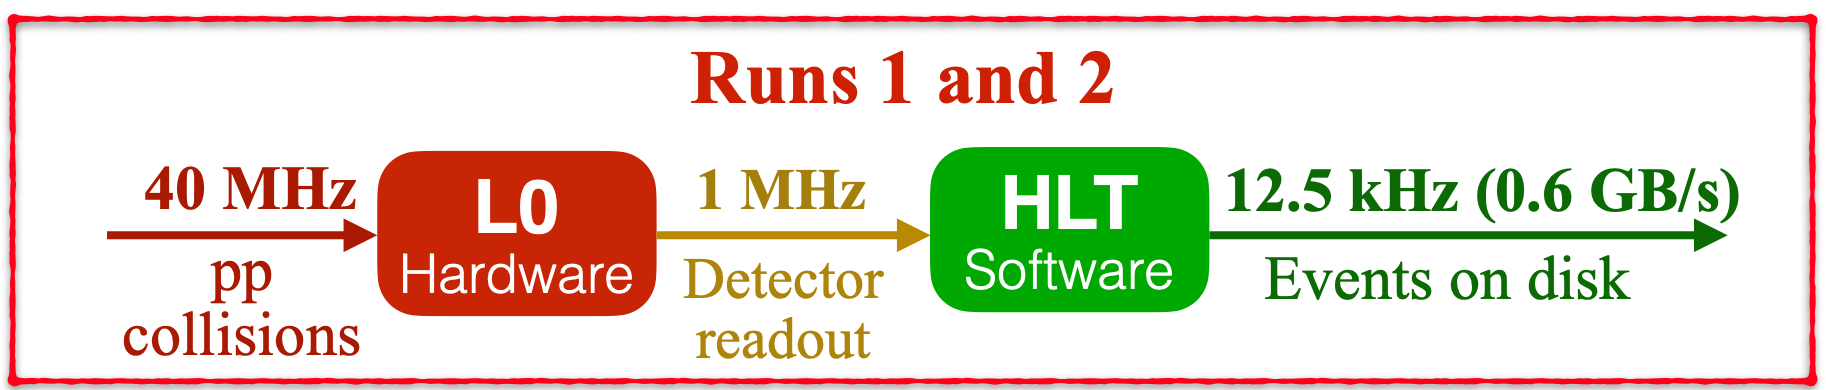 Runs 1 and 2
40 MHz
pp
collisions
L0
Hardware
1 MHz
Detector
readout
HLT
Software
12.5 kHz (0.6 GB/s)
Events on disk